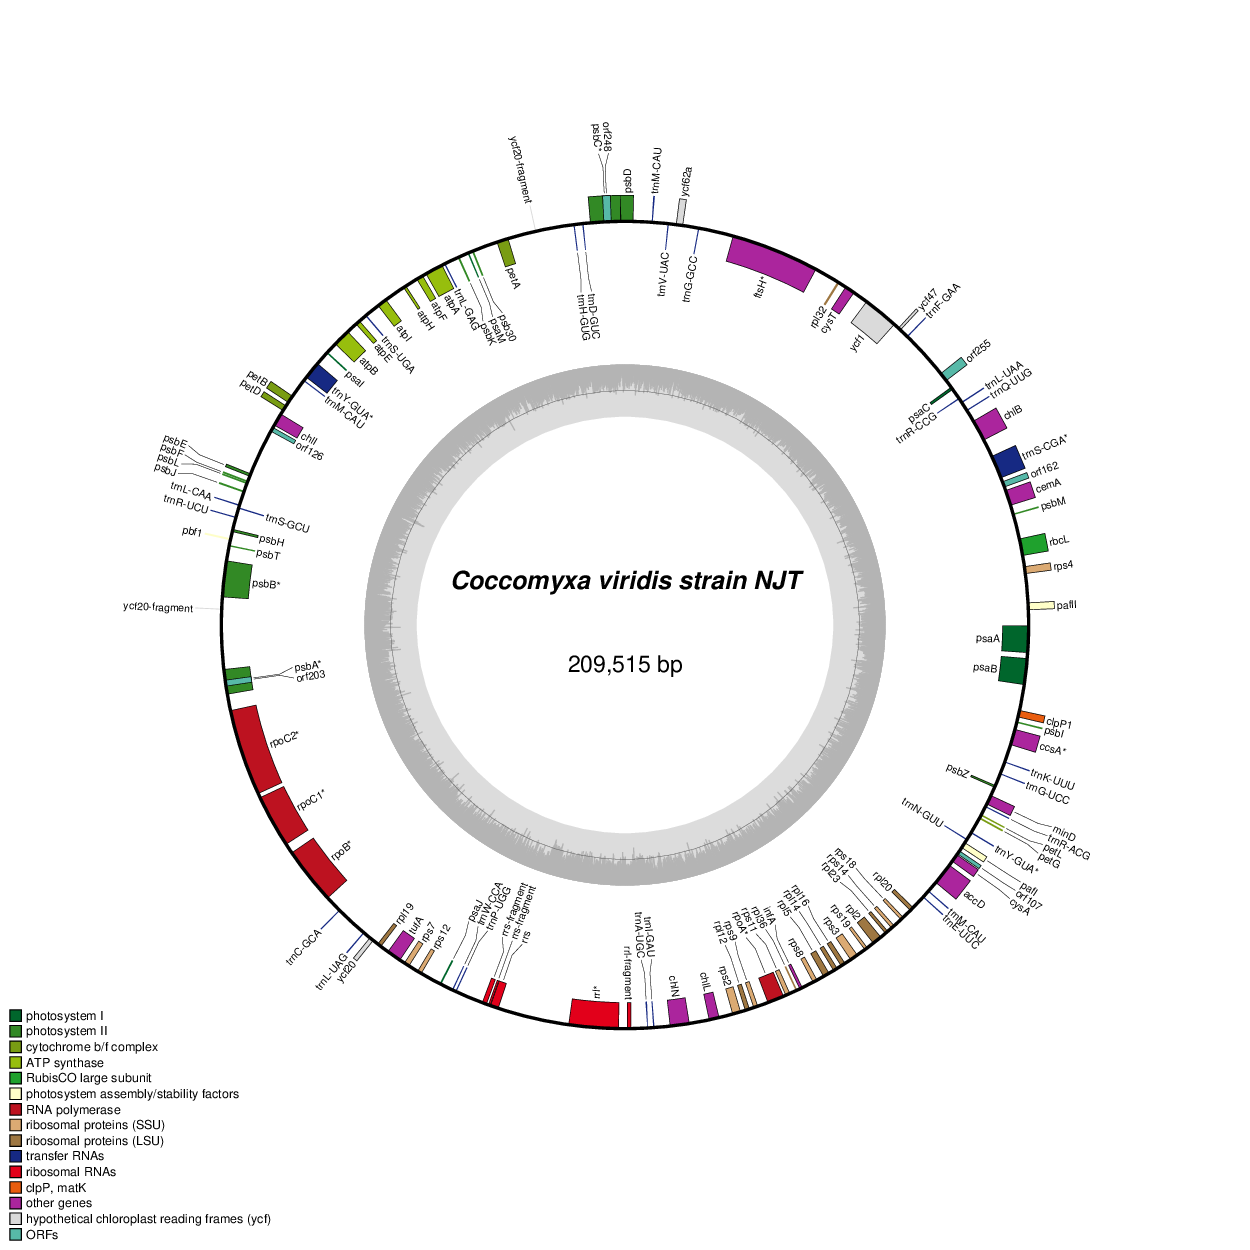 ycf20-fragment
psbC*
orf248
psbD
trnM-CAU
ycf62a
trnV-UAC
trnG-GCC
ftsH*
rpl32
cysT
ycf1
ycf47
trnF-GAA
orf255
psaC
trnR-CCG
trnL-UAA
trnQ-UUG
chlB
trnS-CGA*
orf162
cemA
psbM
rbcL
rps4
pafII
psaA
psaB
clpP1
psbI
ccsA*
trnK-UUU
trnG-UCC
psbZ
minD
trnR-ACG
petL
petG
trnN-GUU
trnY-GUA*
pafI
orf107
cysA
accD
trnM-CAU
trnE-UUC
rpl20
rps18
rps14
rpl23
rpl2
rps19
rps3
rpl16
rpl14
rpl5
rps8
infA
rpl36
rps11
rpoA*
rps9
rpl12
rps2
chlL
chlN
trnI-GAU
trnA-UGC
rrl-fragment
rrl*
rrs
rrs-fragment
rrs-fragment
trnP-UGG
trnW-CCA
psaJ
rps12
rps7
tufA
rpl19
ycf20
trnL-UAG
trnC-GCA
rpoB*
rpoC1*
rpoC2*
orf203
psbA*
ycf20-fragment
psbB*
psbT
pbf1
psbH
trnS-GCU
trnR-UCU
trnL-CAA
psbJ
psbL
psbF
psbE
orf126
chlI
petD
petB
trnM-CAU
trnY-GUA*
psaI
atpB
atpE
trnS-UGA
atpI
atpH
atpF
atpA
trnL-GAG
psbK
psaM
psb30
petA
trnH-GUG
trnD-GUC
Coccomyxa viridis strain NJT
209,515 bp
photosystem I
photosystem II
cytochrome b/f complex
ATP synthase
RubisCO large subunit
photosystem assembly/stability factors
RNA polymerase
ribosomal proteins (SSU)
ribosomal proteins (LSU)
transfer RNAs
ribosomal RNAs
clpP, matK
other genes
hypothetical chloroplast reading frames (ycf)
ORFs